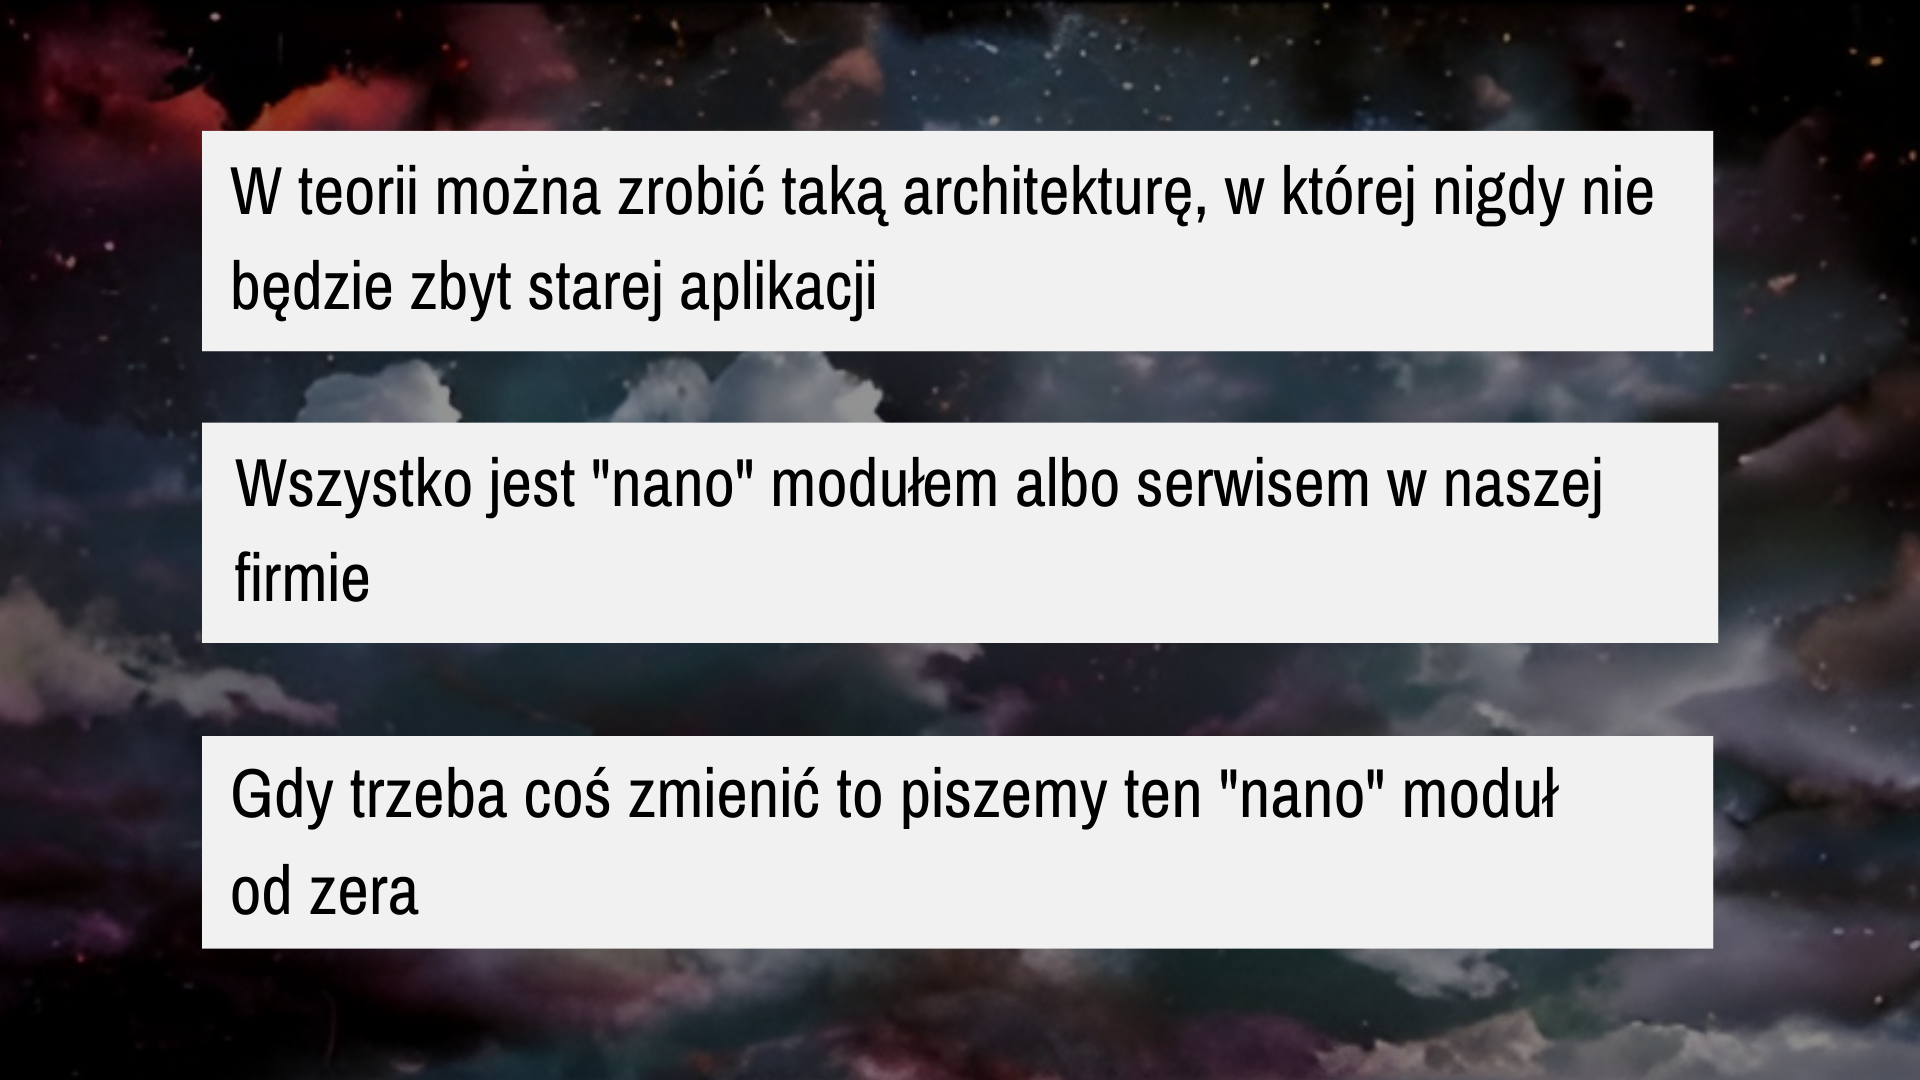 W teorii można zrobić taką architekturę, w której nigdy nie
będzie zbyt starej aplikacji
Wszystko jest "nano" modułem albo serwisem w naszej
firmie
Gdy trzeba coś zmienić to piszemy ten "nano" moduł
od zera